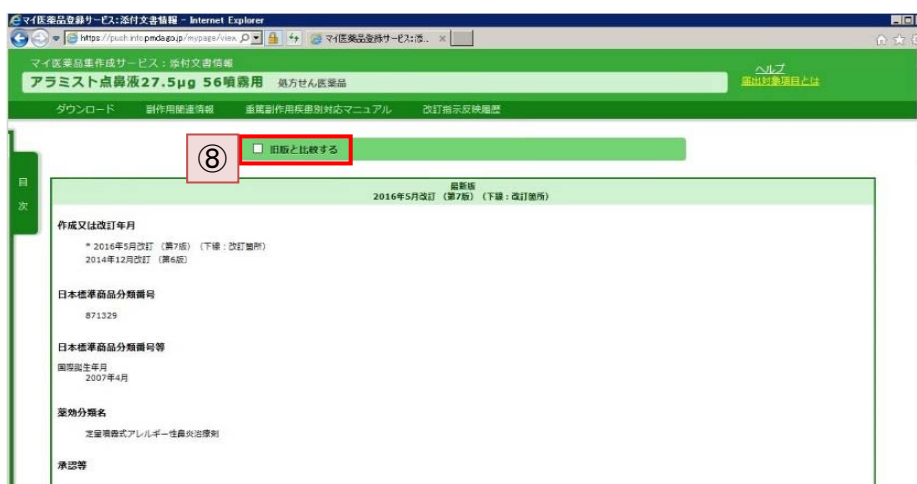 マイ医薬品登録サービス:添付文書情報 - Internet Explorer
マイ医薬品登録サービス:添..
マイ医薬品集作成サービス:添付文書情報
アラミスト点鼻液27.5μg 56噴霧用 処方せん医薬品
ヘルプ
届出対象項目とは
ダウンロード 副作用関連情報 重篤副作用疾患別対応マニュアル 改訂指示反映履歴
⑧
旧版と比較する
目
次
最新版
2016年5月改訂 (第7版) (下線:改訂箇所)
作成又は改訂年月
* 2016年5月改訂 (第7版) (下線:改訂箇所)
2014年12月改訂 (第6版)
日本標準商品分類番号
871329
日本標準商品分類番号等
国際誕生年月
2007年4月
薬効分類名
定量噴霧式アレルギー性鼻炎治療剤
承認等